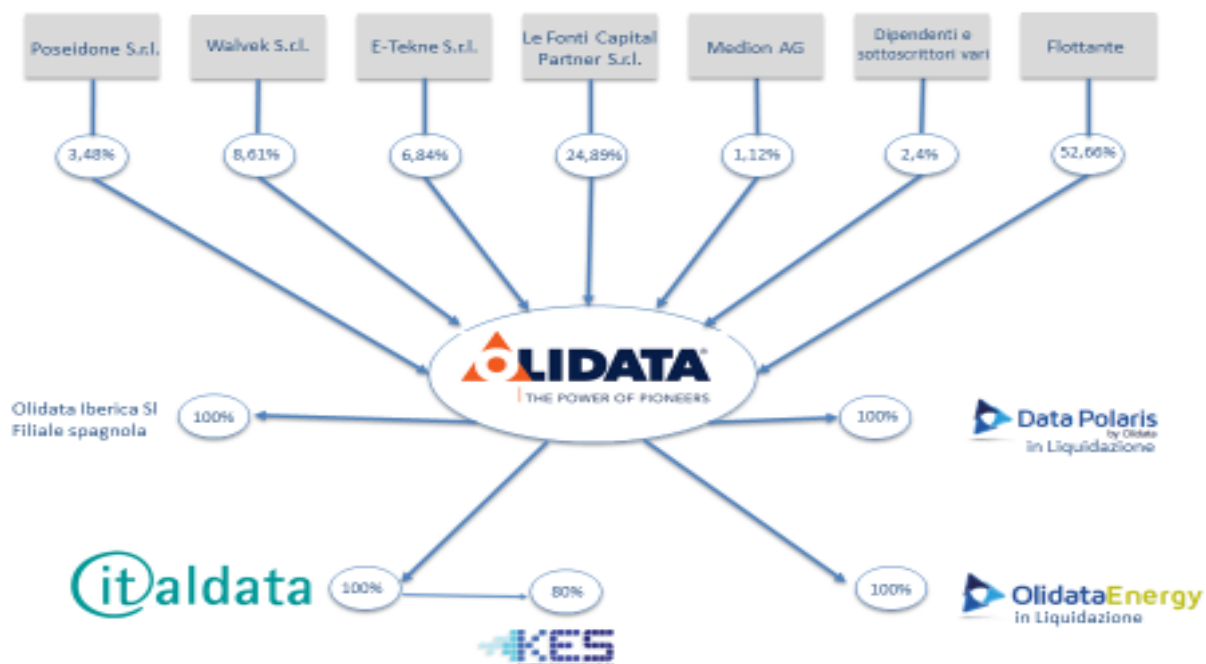 Poseidone S.r.l.
Walvek S.r.l.
E-Tekne S.r.l.
Le Fonti Capital
Partner S.r.l.
Medion AG
Dipendenti e
sottoscrittori vari
Flottante
3,48%
8,61%
6,84%
24,89%
1,12%
2,4%
52,66%
OLIDATA
THE POWER OF PIONEERS
Olidata Iberica Sl
Filiale spagnola
100%
100%
Data Polaris
by Olidata
in Liquidazione
italdata
100%
80%
KES
100%
OlidataEnergy
in Liquidazione